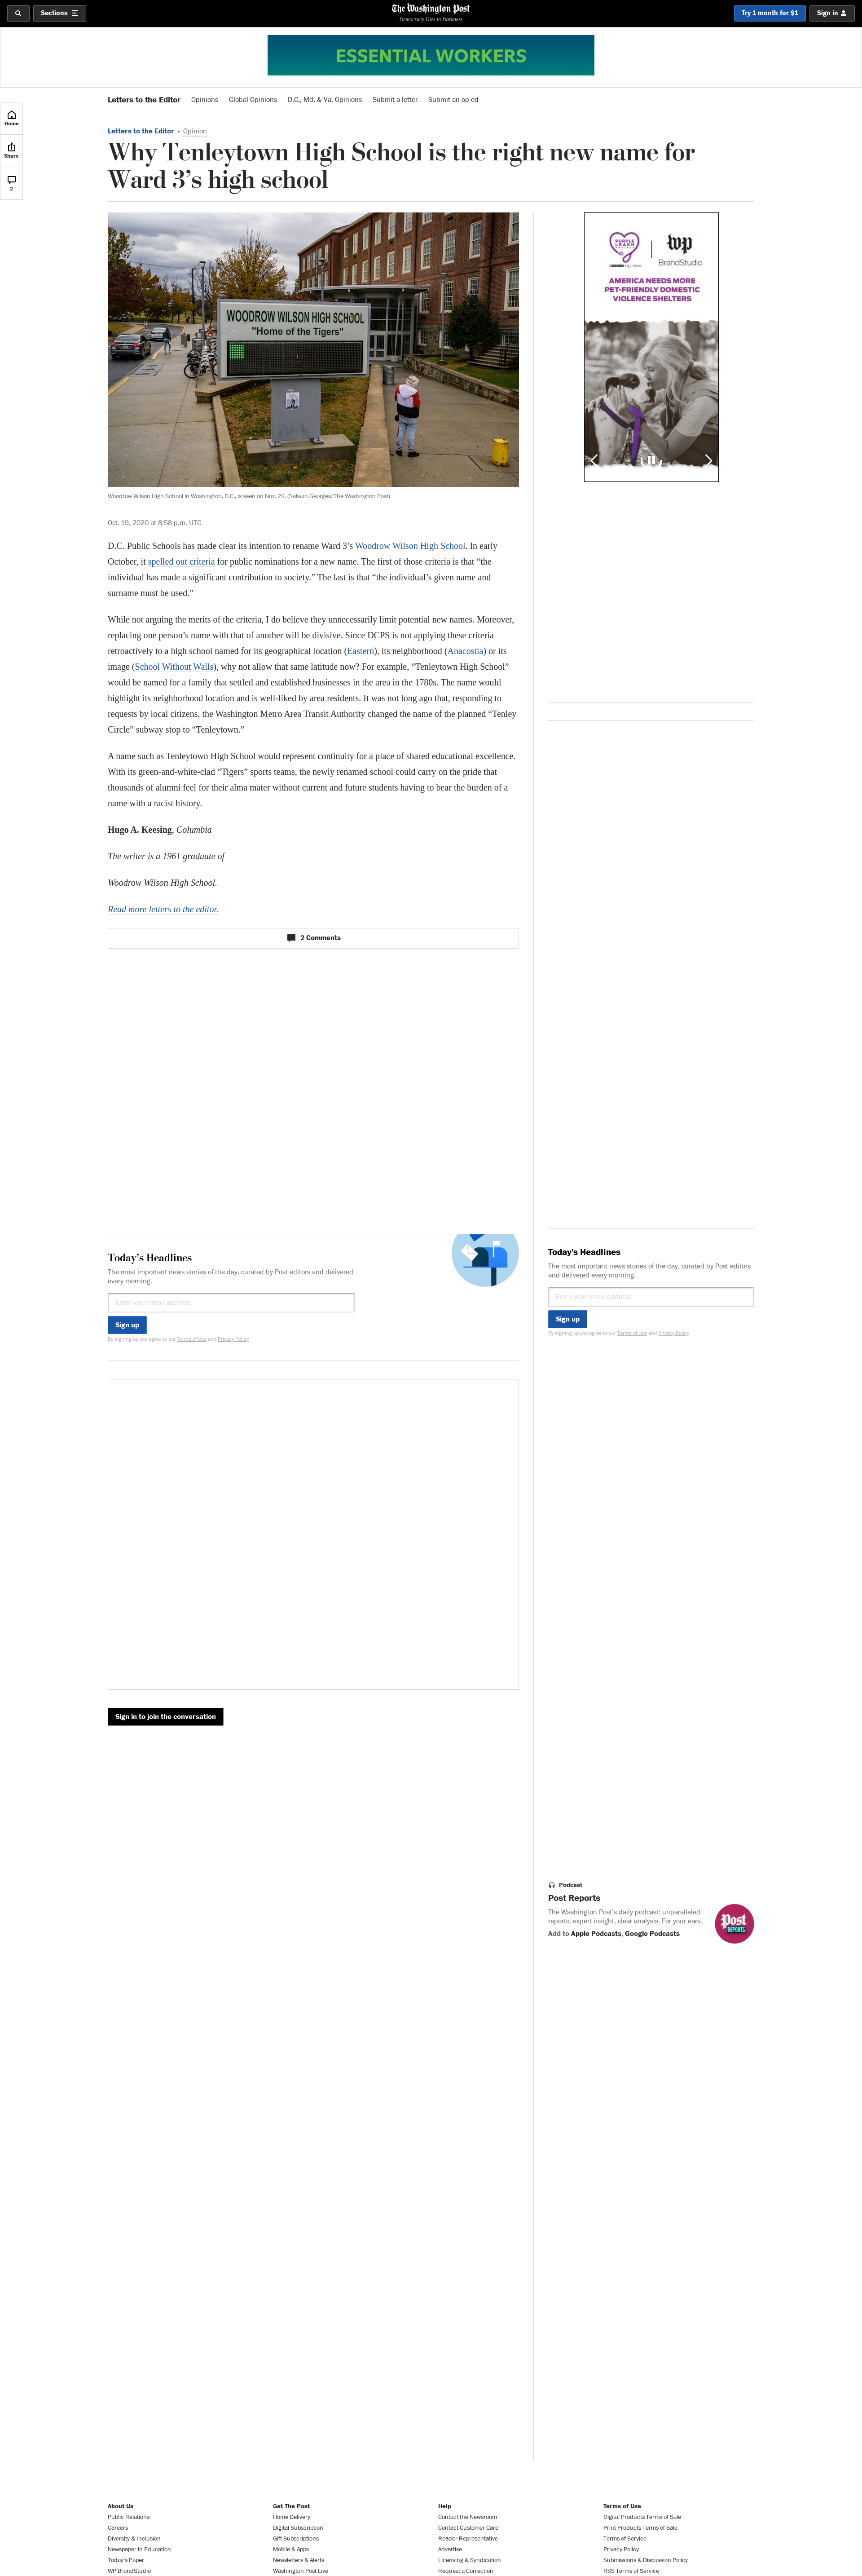 Sections
The Washington Post
Democracy Dies in Darkness
Try 1 month for $1
Sign in
ESSENTIAL WORKERS
Home
Share
2
Letters to the Editor Opinions Global Opinions D.C., Md. & Va. Opinions Submit a letter Submit an op-ed
Letters to the Editor • Opinion
Why Tenleytown High School is the right new name for
Ward 3’s high school
WOODROW WILSON HIGH SCHOOL
"Home of the Tigers"
Woodrow Wilson High School in Washington, D.C., is seen on Nov. 22. (Salwan Georges/The Washington Post)
PURPLE LEASH
wp
BrandStudio
AMERICA NEEDS MORE
PET-FRIENDLY DOMESTIC
VIOLENCE SHELTERS
Oct. 19, 2020 at 8:58 p.m. UTC
D.C. Public Schools has made clear its intention to rename Ward 3’s Woodrow Wilson High School. In early
October, it spelled out criteria for public nominations for a new name. The first of those criteria is that “the
individual has made a significant contribution to society.” The last is that “the individual’s given name and
surname must be used.”
While not arguing the merits of the criteria, I do believe they unnecessarily limit potential new names. Moreover,
replacing one person’s name with that of another will be divisive. Since DCPS is not applying these criteria
retroactively to a high school named for its geographical location (Eastern), its neighborhood (Anacostia) or its
image (School Without Walls), why not allow that same latitude now? For example, “Tenleytown High School”
would be named for a family that settled and established businesses in the area in the 1780s. The name would
highlight its neighborhood location and is well-liked by area residents. It was not long ago that, responding to
requests by local citizens, the Washington Metro Area Transit Authority changed the name of the planned “Tenley
Circle” subway stop to “Tenleytown.”
A name such as Tenleytown High School would represent continuity for a place of shared educational excellence.
With its green-and-white-clad “Tigers” sports teams, the newly renamed school could carry on the pride that
thousands of alumni feel for their alma mater without current and future students having to bear the burden of a
name with a racist history.
Hugo A. Keesing, Columbia
The writer is a 1961 graduate of
Woodrow Wilson High School.
Read more letters to the editor.
2 Comments
Today’s Headlines
The most important news stories of the day, curated by Post editors and delivered
every morning.
Enter your email address
Sign up
By signing up you agree to our Terms of Use and Privacy Policy
Today’s Headlines
The most important news stories of the day, curated by Post editors
and delivered every morning.
Enter your email address
Sign up
By signing up you agree to our Terms of Use and Privacy Policy
Sign in to join the conversation
Podcast
Post Reports
The Washington Post's daily podcast: unparalleled
reports, expert insight, clear analysis. For your ears.
Add to Apple Podcasts, Google Podcasts
Post
REPORTS
About Us
Public Relations
Careers
Diversity & Inclusion
Newspaper in Education
Today's Paper
WP BrandStudio
Get The Post
Home Delivery
Digital Subscription
Gift Subscriptions
Mobile & Apps
Newsletters & Alerts
Washington Post Live
Help
Contact the Newsroom
Contact Customer Care
Reader Representative
Advertise
Licensing & Syndication
Request a Correction
Terms of Use
Digital Products Terms of Sale
Print Products Terms of Sale
Terms of Service
Privacy Policy
Submissions & Discussion Policy
RSS Terms of Service